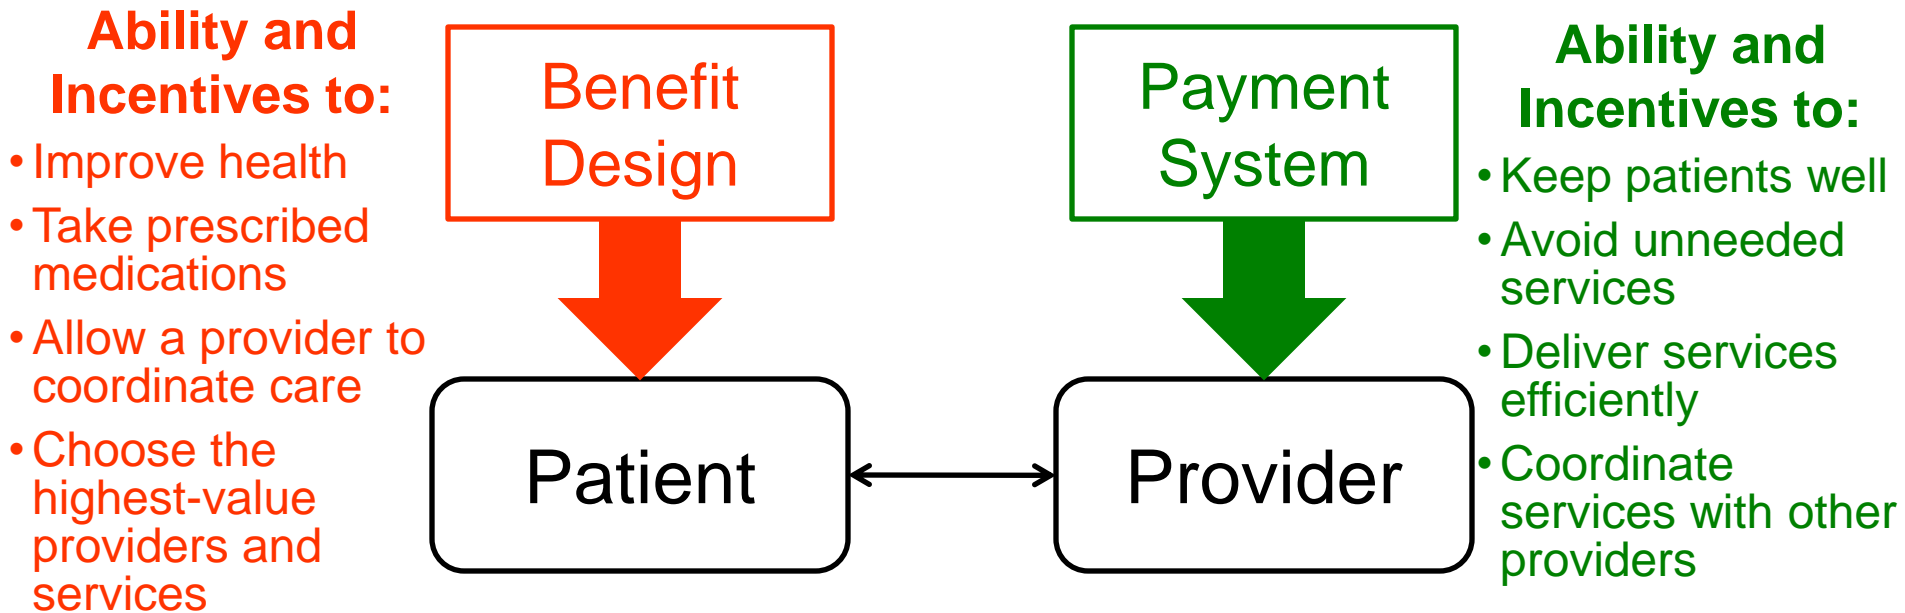 Ability and
Incentives to:
• Improve health
• Take prescribed
medications
• Allow a provider to
coordinate care
• Choose the
highest-value
providers and
services
Benefit
Design
Patient
Payment
System
Provider
Ability and
Incentives to:
• Keep patients well
• Avoid unneeded
services
• Deliver services
efficiently
• Coordinate
services with other
providers